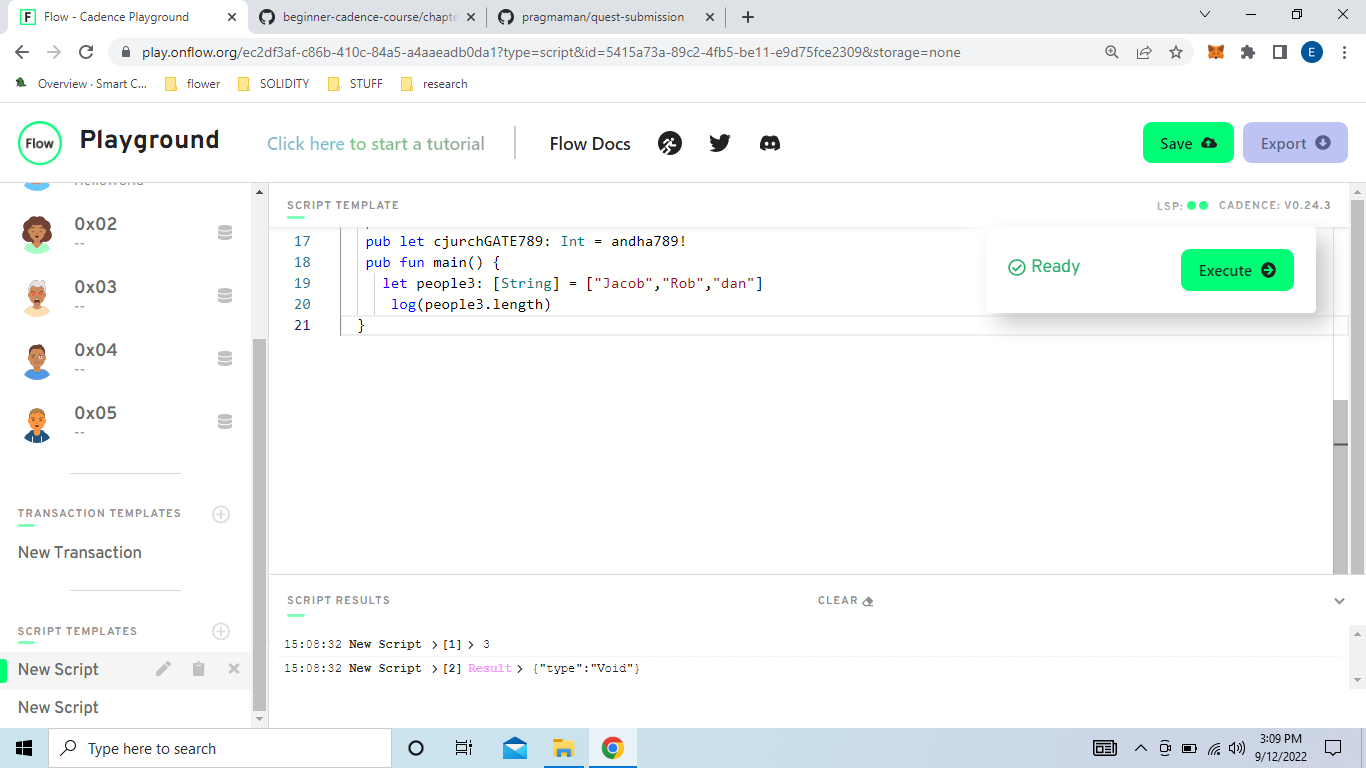 Flow - Cadence Playground
beginner-cadence-course/chapte
pragmaman/quest-submission
play.onflow.org/ec2df3af-c86b-410c-84a5-a4aaeadb0da1?type=script&id=5415a73a-89c2-4fb5-be11-e9d75fce2309&storage=none
E
Overview · Smart C...
flower
SOLIDITY
STUFF
research
Flow
Playground
Click here to start a tutorial
Flow Docs
Save
Export
HelloWorld
0x02
--
0x03
--
0x04
--
0x05
--
TRANSACTION TEMPLATES
New Transaction
SCRIPT TEMPLATES
New Script
New Script
SCRIPT TEMPLATE
LSP:
CADENCE: V0.24.3
17 pub let cjurchGATE789: Int = andha789!
18 pub fun main() {
19 let people3: [String] = ["Jacob","Rob","dan"]
20 log(people3.length)
21 }
Ready
Execute
SCRIPT RESULTS
CLEAR
15:08:32 New Script > [1] > 3
15:08:32 New Script > [2] Result > {"type":"Void"}
Type here to search
3:09 PM
9/12/2022